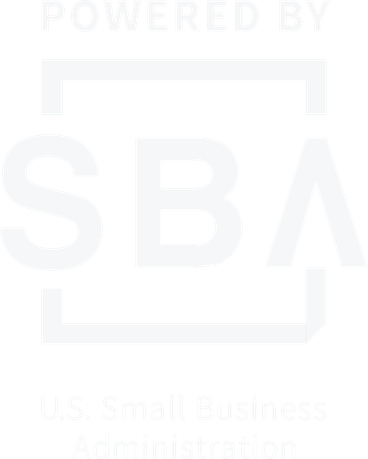 POWERED BY
SBA
U.S. Small Business
Administration